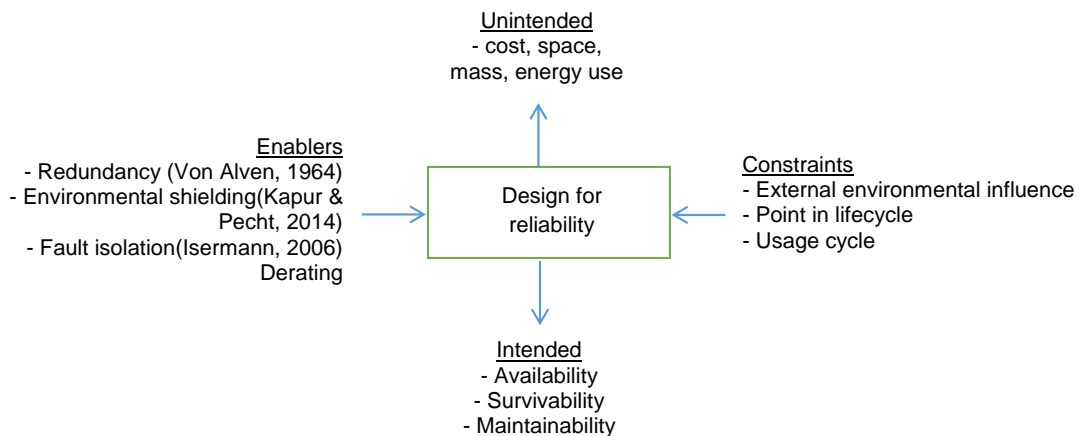 Unintended
- cost, space,
mass, energy use
Enablers
- Redundancy (Von Alven, 1964)
- Environmental shielding(Kapur &
Pecht, 2014)
- Fault isolation(Isermann, 2006)
Derating
Design for
reliability
Constraints
- External environmental influence
- Point in lifecycle
- Usage cycle
Intended
- Availability
- Survivability
- Maintainability